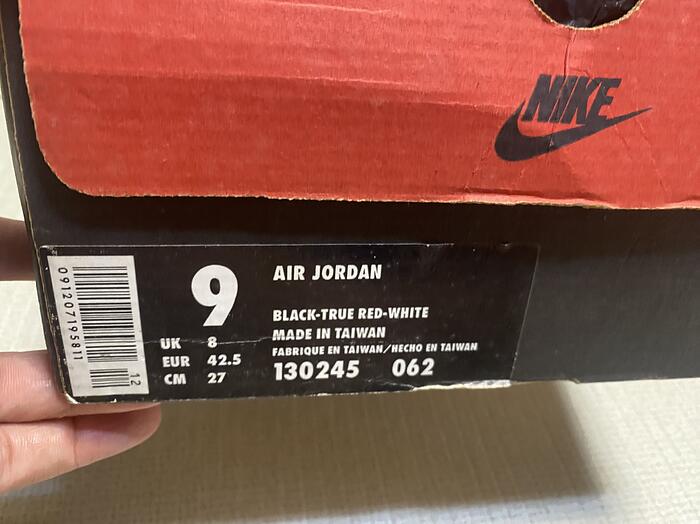 NIKE
091207195811
12
9
UK 8
EUR 42.5
CM 27
AIR JORDAN
BLACK-TRUE RED-WHITE
MADE IN TAIWAN
FABRIQUE EN TAIWAN/HECHO EN TAIWAN
130245 062